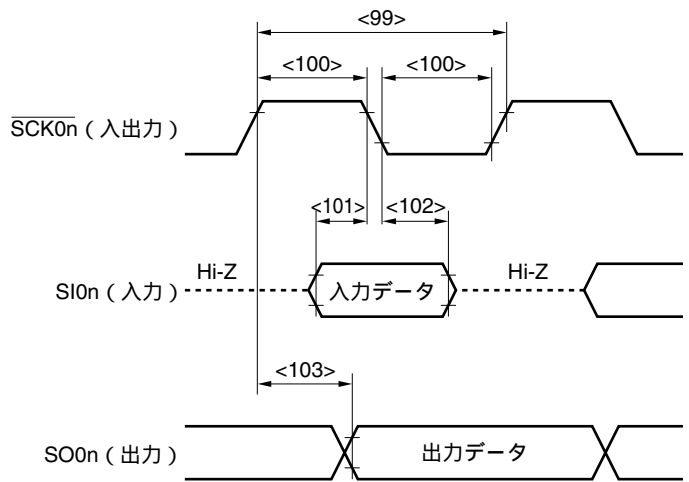 <99>
<100> <100>
SCK0n（入出力）
<101> <102>
Hi-Z Hi-Z
SI0n（入力） 入力データ
<103>
SO0n（出力） 出力データ